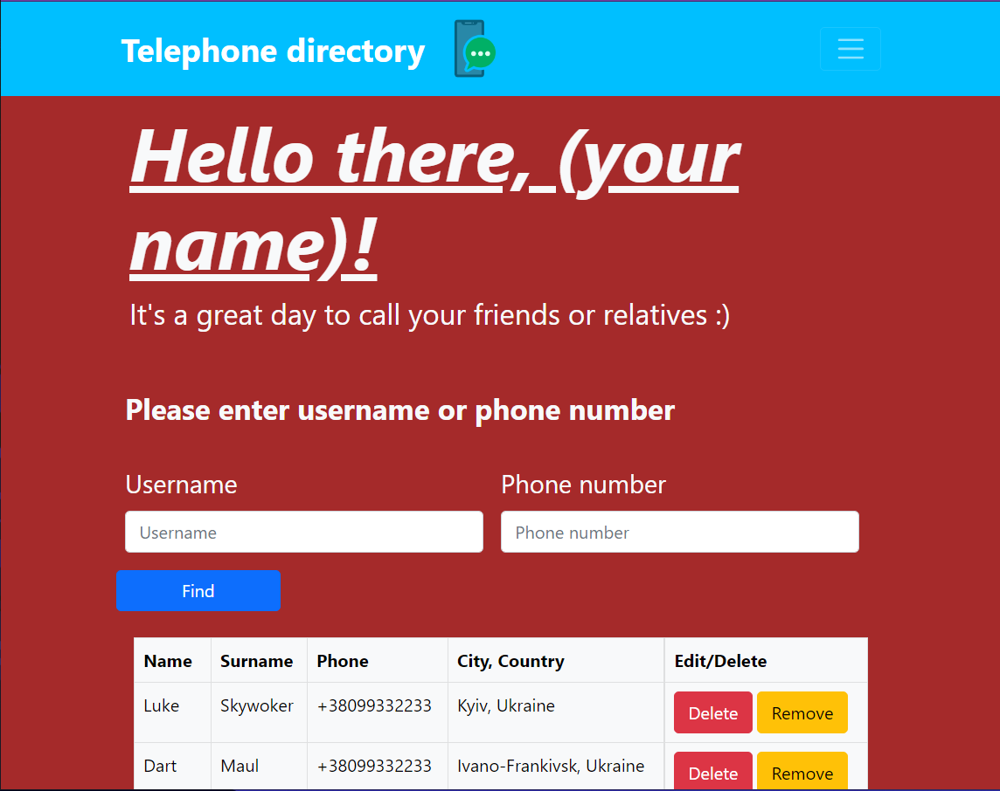 Telephone directory
Hello there, (your
name)!
It's a great day to call your friends or relatives :)
Please enter username or phone number
Username Phone number
Username Phone number
Find
Name Surname Phone City, Country Edit/Delete
Luke Skywoker +38099332233 Kyiv, Ukraine Delete Remove
Dart Maul +38099332233 Ivano-Frankivsk, Ukraine Delete Remove